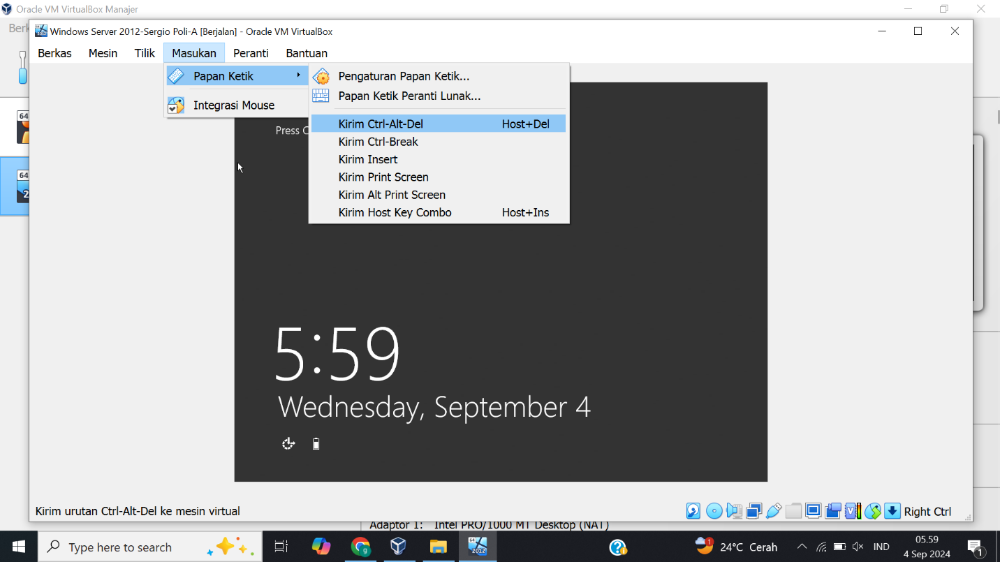 Oracle VM VirtualBox Manajer
Windows Server 2012-Sergio Poli-A [Berjalan] - Oracle VM VirtualBox
Berkas Mesin Tilik Masukan Peranti Bantuan
Papan Ketik
Integrasi Mouse
Pengaturan Papan Ketik...
Papan Ketik Peranti Lunak...
Kirim Ctrl-Alt-Del Host+Del
Kirim Ctrl-Break
Kirim Insert
Kirim Print Screen
Kirim Alt Print Screen
Kirim Host Key Combo Host+Ins
Press
64
64
2
5:59
Wednesday, September 4
Kirim urutan Ctrl-Alt-Del ke mesin virtual
Right Ctrl
Adaptor 1: Intel PRO/1000 MT Desktop (NAT)
Type here to search
64
2012
1
24°C Cerah
IND
05.59
4 Sep 2024
1